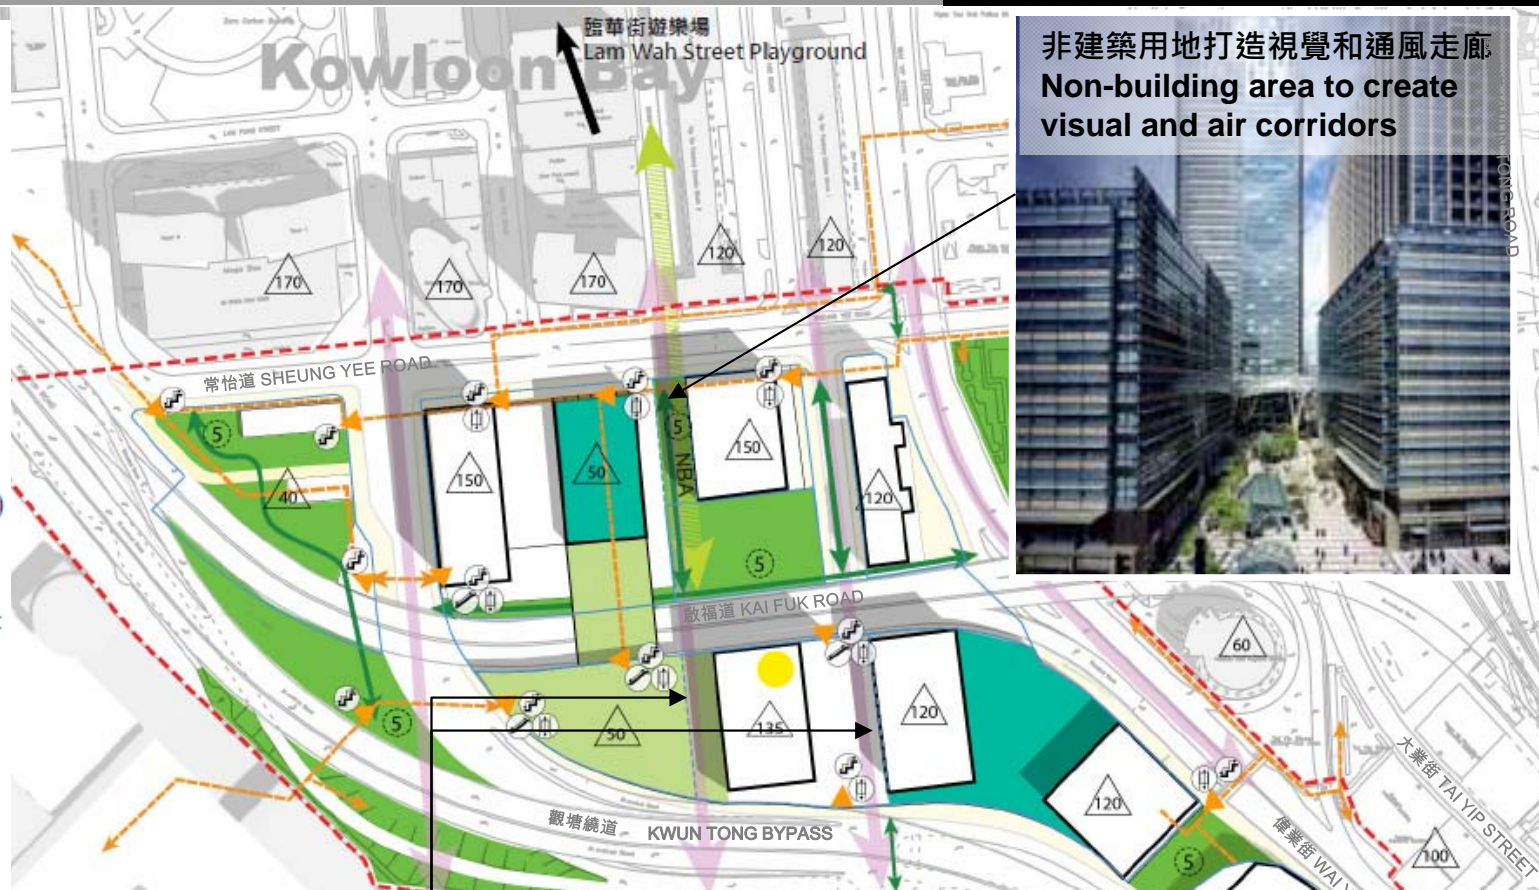 臨華街遊樂場
Lam Wah Street Playground
Kowloon Bay
非建築用地打造視覺和通風走廊
Non-building area to create
visual and air corridors
TONG ROAD
170
170
170
120
120
常怡道 SHEUNG YEE ROAD
5
40
150
50
5
NBA
150
120
5
啟福道 KAI FUK ROAD
60
5
50
135
120
120
觀塘繞道 KWUN TONG BYPASS
大業街 TAI YIP STREET
偉業街 WAI Y
100
5